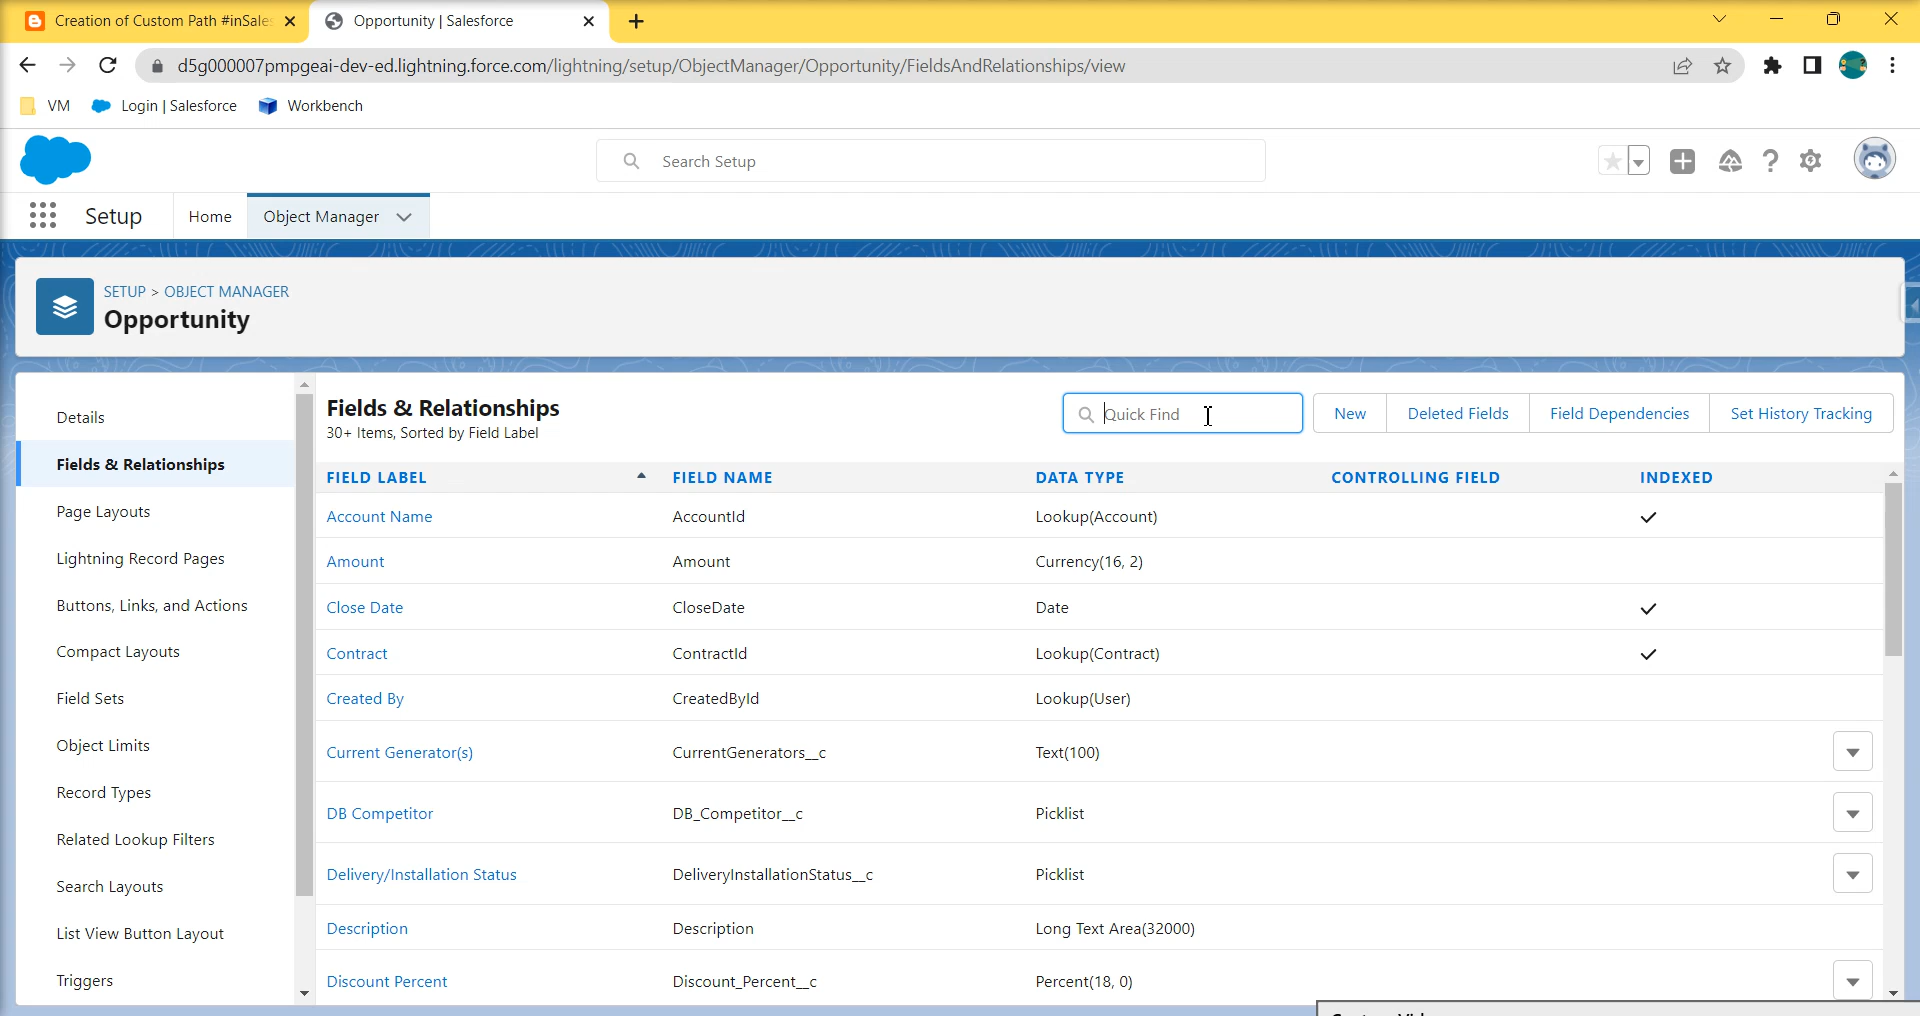 Creation of Custom Path #inSales
Opportunity | Salesforce
d5g000007pmpgeai-dev-ed.lightning.force.com/lightning/setup/ObjectManager/Opportunity/FieldsAndRelationships/view
VM
Login | Salesforce
Workbench
Search Setup
Setup
Home
Object Manager
SETUP > OBJECT MANAGER
Opportunity
Details
Fields & Relationships
Page Layouts
Lightning Record Pages
Buttons, Links, and Actions
Compact Layouts
Field Sets
Object Limits
Record Types
Related Lookup Filters
Search Layouts
List View Button Layout
Triggers
Fields & Relationships
30+ Items, Sorted by Field Label
Quick Find
New
Deleted Fields
Field Dependencies
Set History Tracking
FIELD LABEL FIELD NAME DATA TYPE CONTROLLING FIELD INDEXED
Account Name AccountId Lookup(Account)
Amount Amount Currency(16, 2)
Close Date CloseDate Date
Contract ContractId Lookup(Contract)
Created By CreatedById Lookup(User)
Current Generator(s) CurrentGenerators__c Text(100)
DB Competitor DB_Competitor__c Picklist
Delivery/Installation Status DeliveryInstallationStatus__c Picklist
Description Description Long Text Area(32000)
Discount Percent Discount_Percent__c Percent(18, 0)